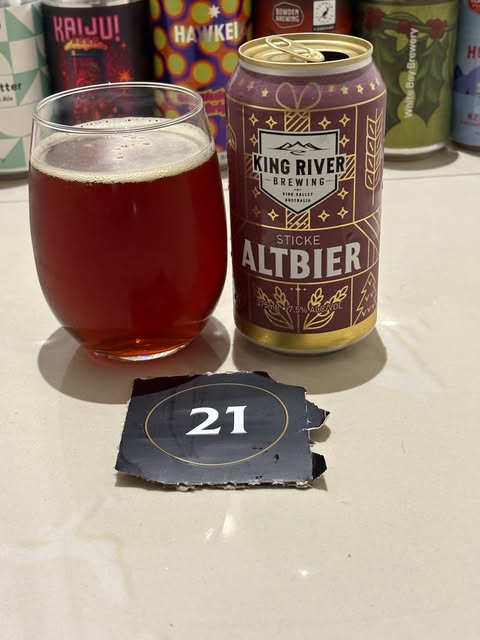 KAIJU!
HAWKE
BOWDEN
BREWING
White Bay Brewery
KING RIVER
BREWING
KING VALLEY
AUSTRALIA
STICKE
ALTBIER
7.5% ALC/VOL
21